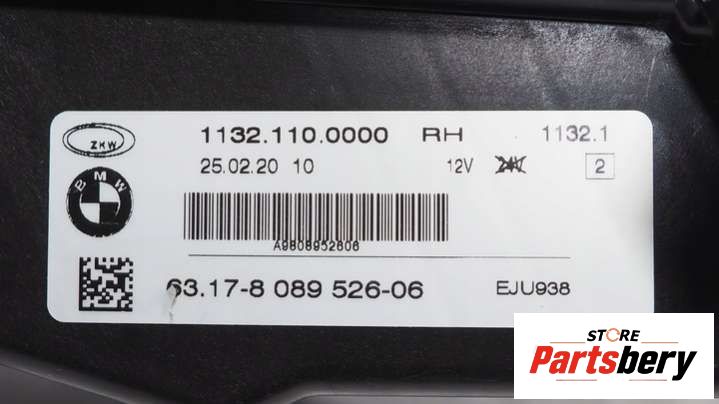 ZKW
1132.110.0000 RH 1132.1
25.02.20 10 12V 2
BMW
A9808952606
63.17-8 089 526-06 EJU938
STORE
Partsbery